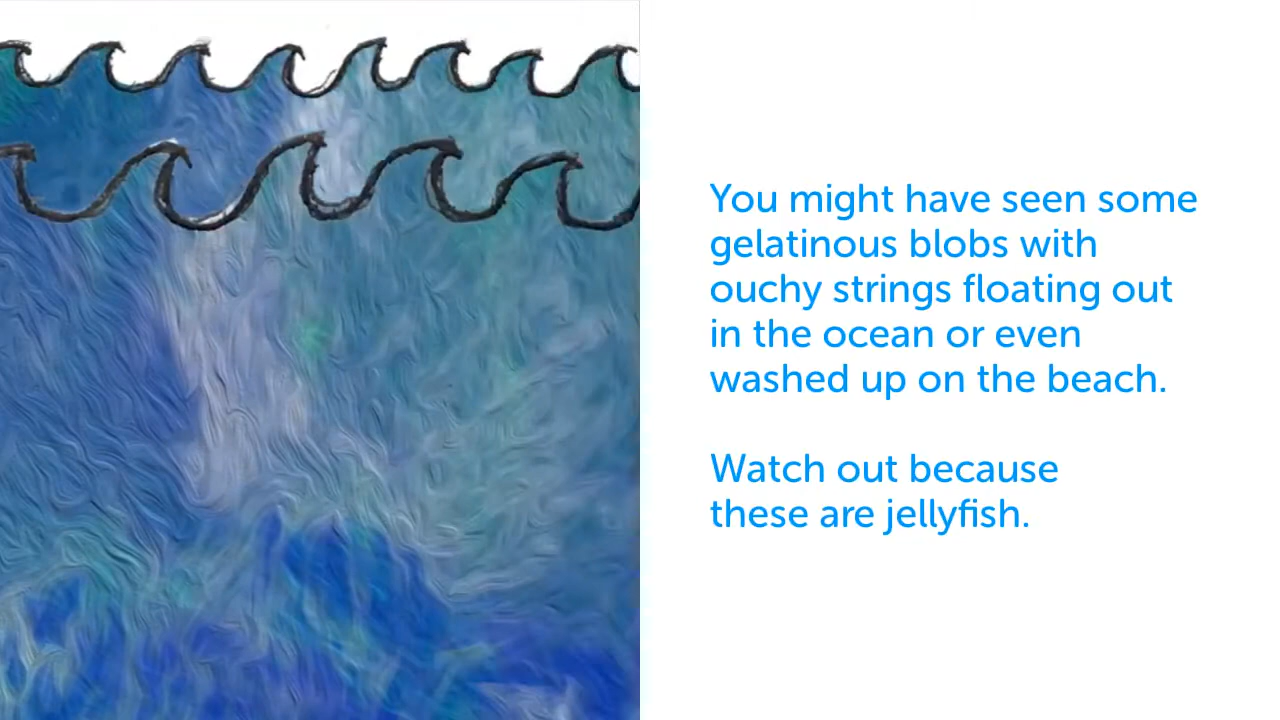 You might have seen some
gelatinous blobs with
ouchy strings floating out
in the ocean or even
washed up on the beach.
Watch out because
these are jellyfish.